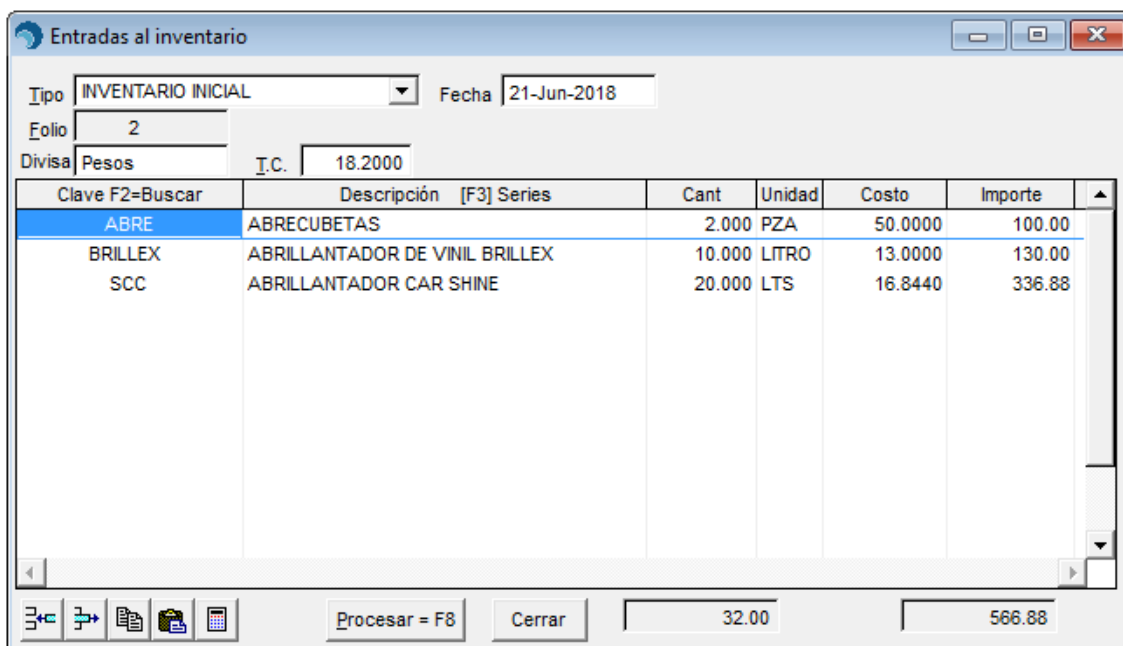 Entradas al inventario
Tipo INVENTARIO INICIAL Fecha 21-Jun-2018
Folio 2
Divisa Pesos T.C. 18.2000
Clave F2=Buscar Descripción [F3] Series Cant Unidad Costo Importe
ABRE ABRECUBETAS 2.000 PZA 50.0000 100.00
BRILLEX ABRILLANTADOR DE VINIL BRILLEX 10.000 LITRO 13.0000 130.00
SCC ABRILLANTADOR CAR SHINE 20.000 LTS 16.8440 336.88
Procesar = F8 Cerrar 32.00 566.88